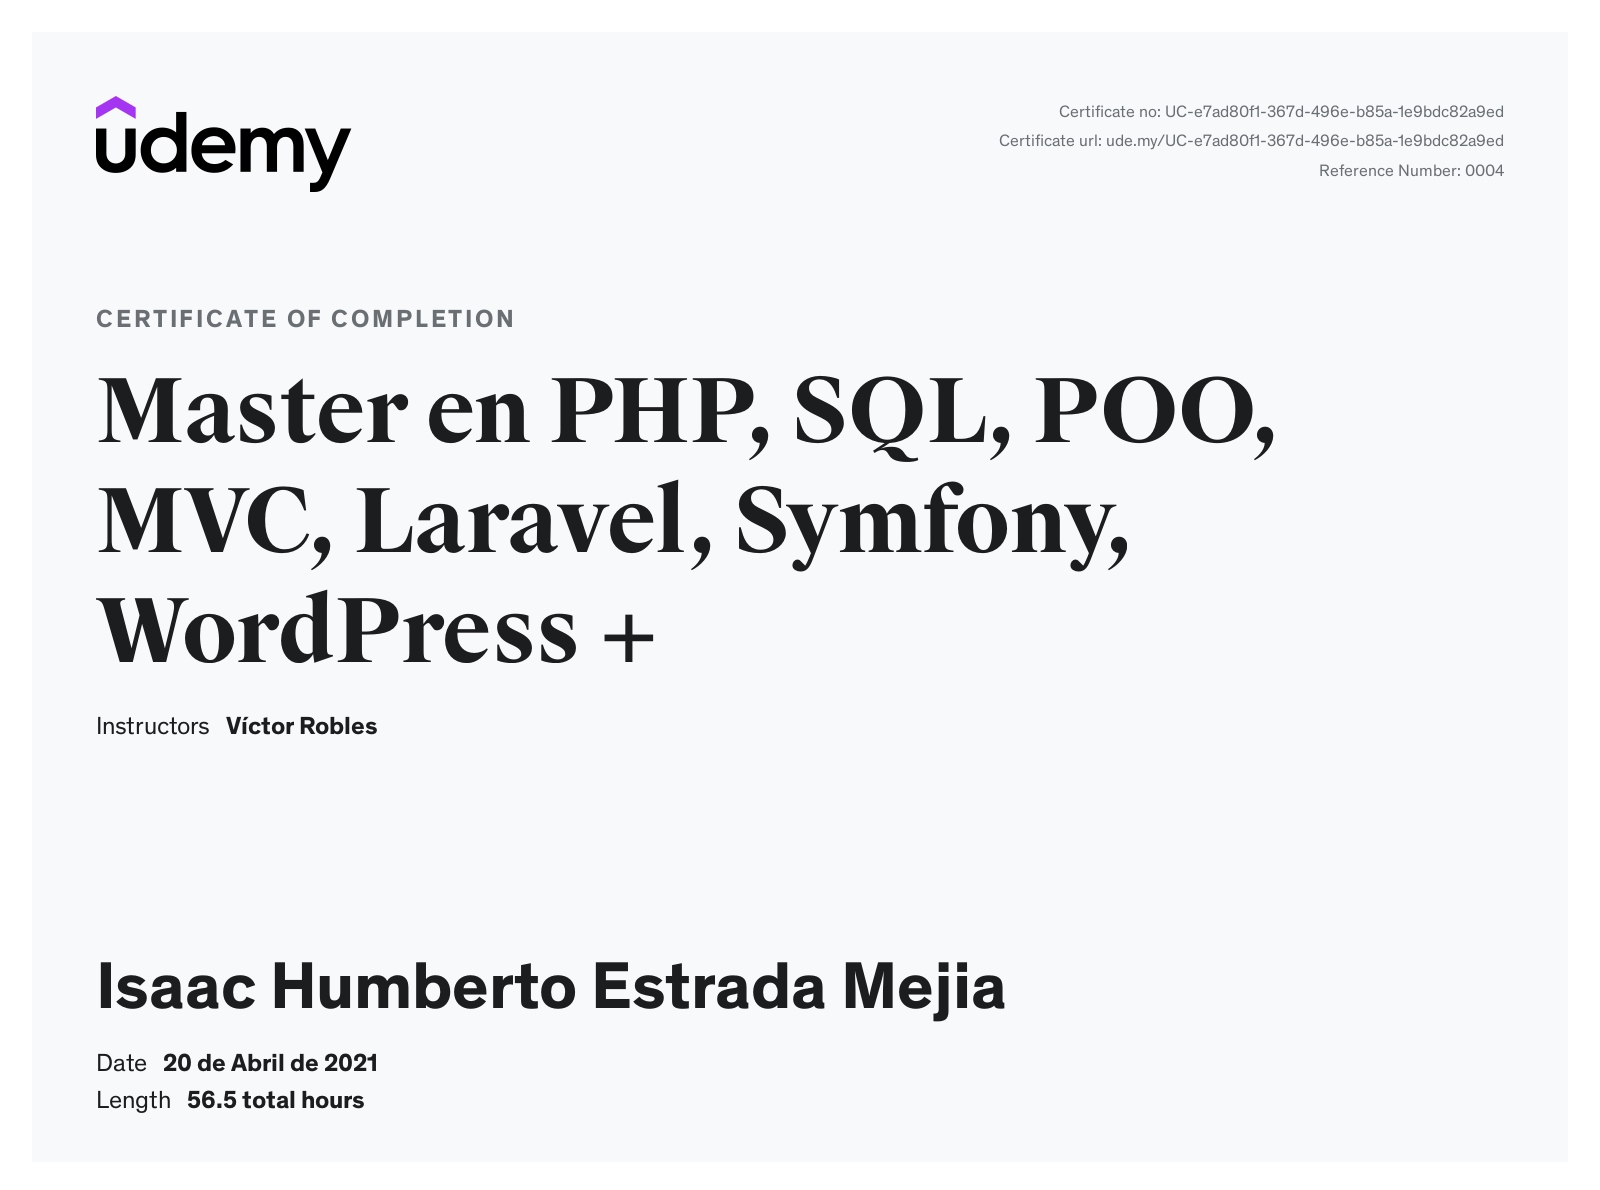 udemy
Certificate no: UC-e7ad80f1-367d-496e-b85a-1e9bdc82a9ed
Certificate url: ude.my/UC-e7ad80f1-367d-496e-b85a-1e9bdc82a9ed
Reference Number: 0004
CERTIFICATE OF COMPLETION
Master en PHP, SQL, POO,
MVC, Laravel, Symfony,
WordPress +
Instructors Víctor Robles
Isaac Humberto Estrada Mejia
Date 20 de Abril de 2021
Length 56.5 total hours